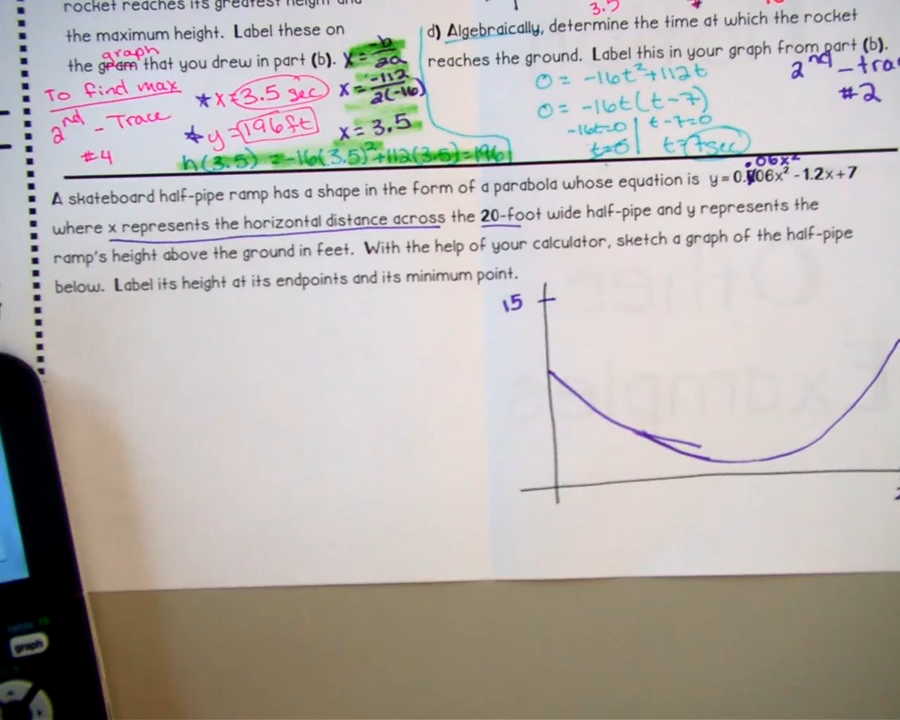 rocket reaches its greatest height and
the maximum height. Label these on
graph
the gram that you drew in part (b).
x = -b/2a
To find max
2nd - Trace
#4
* x = 3.5 sec
* y = 196 ft
x = -112/2(-16)
x = 3.5
h(3.5) = -16(3.5)²+112(3.5)=196
3.5
d) Algebraically, determine the time at which the rocket
reaches the ground. Label this in your graph from part (b).
0 = -16t²+112t
0 = -16t(t-7)
-16t=0 | t-7=0
t=0 | t=7sec
2nd - tra
#2
.06x²
A skateboard half-pipe ramp has a shape in the form of a parabola whose equation is y = 0.06x² - 1.2x + 7
where x represents the horizontal distance across the 20-foot wide half-pipe and y represents the
ramp's height above the ground in feet. With the help of your calculator, sketch a graph of the half-pipe
below. Label its height at its endpoints and its minimum point.
15
graph